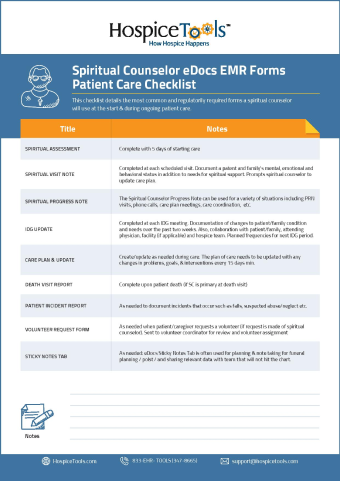 HospiceTools™
How Hospice Happens
Spiritual Counselor eDocs EMR Forms
Patient Care Checklist
This checklist details the most common and regulatorily required forms a spiritual counselor
will use at the start & during ongoing patient care.
Title
Notes
SPIRITUAL ASSESSMENT
Complete with 5 days of starting care
SPIRITUAL VISIT NOTE
Completed at each scheduled visit. Document a patient and family's mental, emotional and
behavioral status in addition to needs for spiritual support. Prompts spiritual counselor to
update care plan.
SPIRITUAL PROGRESS NOTE
The Spiritual Counselor Progress Note can be used for a variety of situations including PRN
visits, phone calls, care plan meetings, care coordination, etc.
IDG UPDATE
Completed at each IDG meeting. Documentation of changes to patient/family condition
and needs over the past two weeks. Also, collaboration with patient/family, attending
physician, facility (if applicable) and hospice team. Planned frequencies for next IDG period.
CARE PLAN & UPDATE
Create/update as needed during care. The plan of care needs to be updated with any
changes in problems, goals, & interventions every 15 days min.
DEATH VISIT REPORT
Complete upon patient death (if SC is primary at death visit)
PATIENT INCIDENT REPORT
As needed to document incidents that occur such as falls, suspected abuse/neglect etc.
VOLUNTEER REQUEST FORM
As needed when patient/caregiver requests a volunteer (if request is made of spiritual
counselor). Sent to volunteer coordinator for review and volunteer assignment
STICKY NOTES TAB
As needed. eDocs Sticky Notes Tab is often used for planning & note taking for funeral
planning / point / and sharing relevant data with team that will not hit the chart.
Notes
HospiceTools.com
833-EMR-TOOLS (367-8665)
support@hospicetools.com